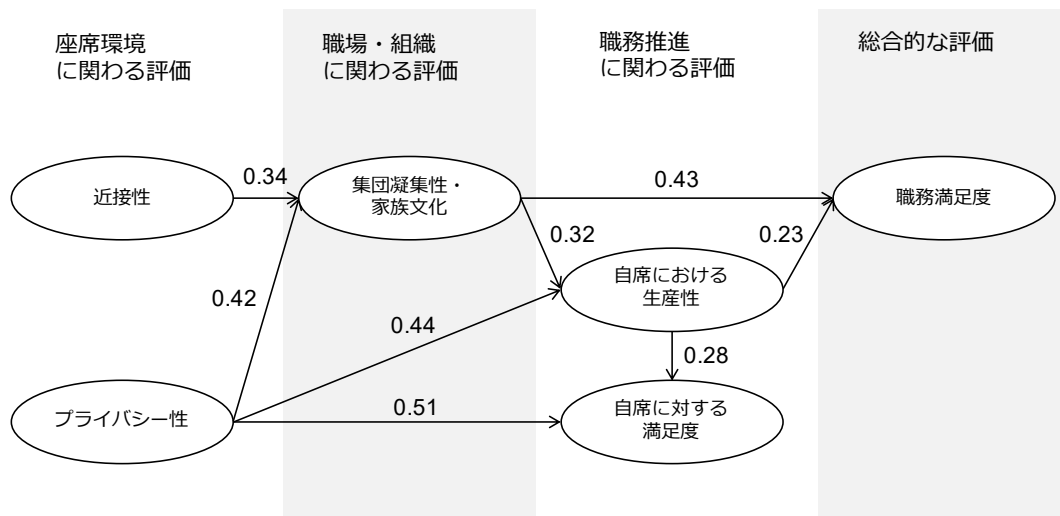 座席環境
に関わる評価
職場・組織
に関わる評価
職務推進
に関わる評価
総合的な評価
近接性
0.34
集団凝集性・
家族文化
0.43
職務満足度
0.32
0.23
自席における
生産性
0.42
0.44
0.28
プライバシー性
0.51
自席に対する
満足度